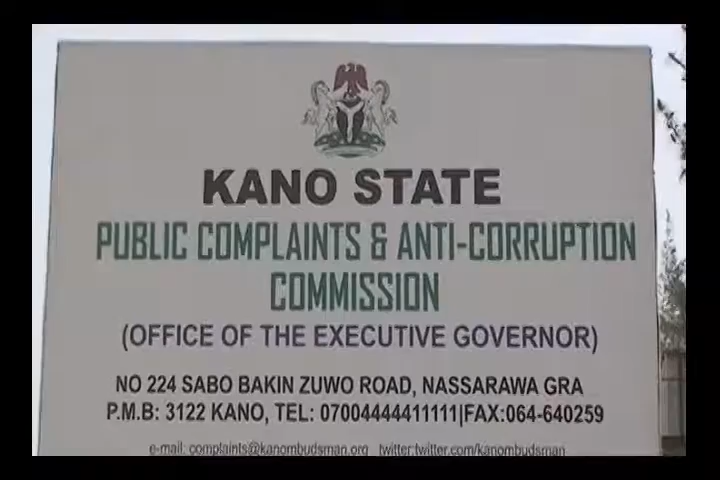 KANO STATE
PUBLIC COMPLAINTS & ANTI-CORRUPTION
COMMISSION
(OFFICE OF THE EXECUTIVE GOVERNOR)
NO 224 SABO BAKIN ZUWO ROAD, NASSARAWA GRA
P.M.B: 3122 KANO, TEL: 07004444411111|FAX:064-640259
e-mail: complaints@kanombudsman.org twitter:twitter.com/kanombudsman